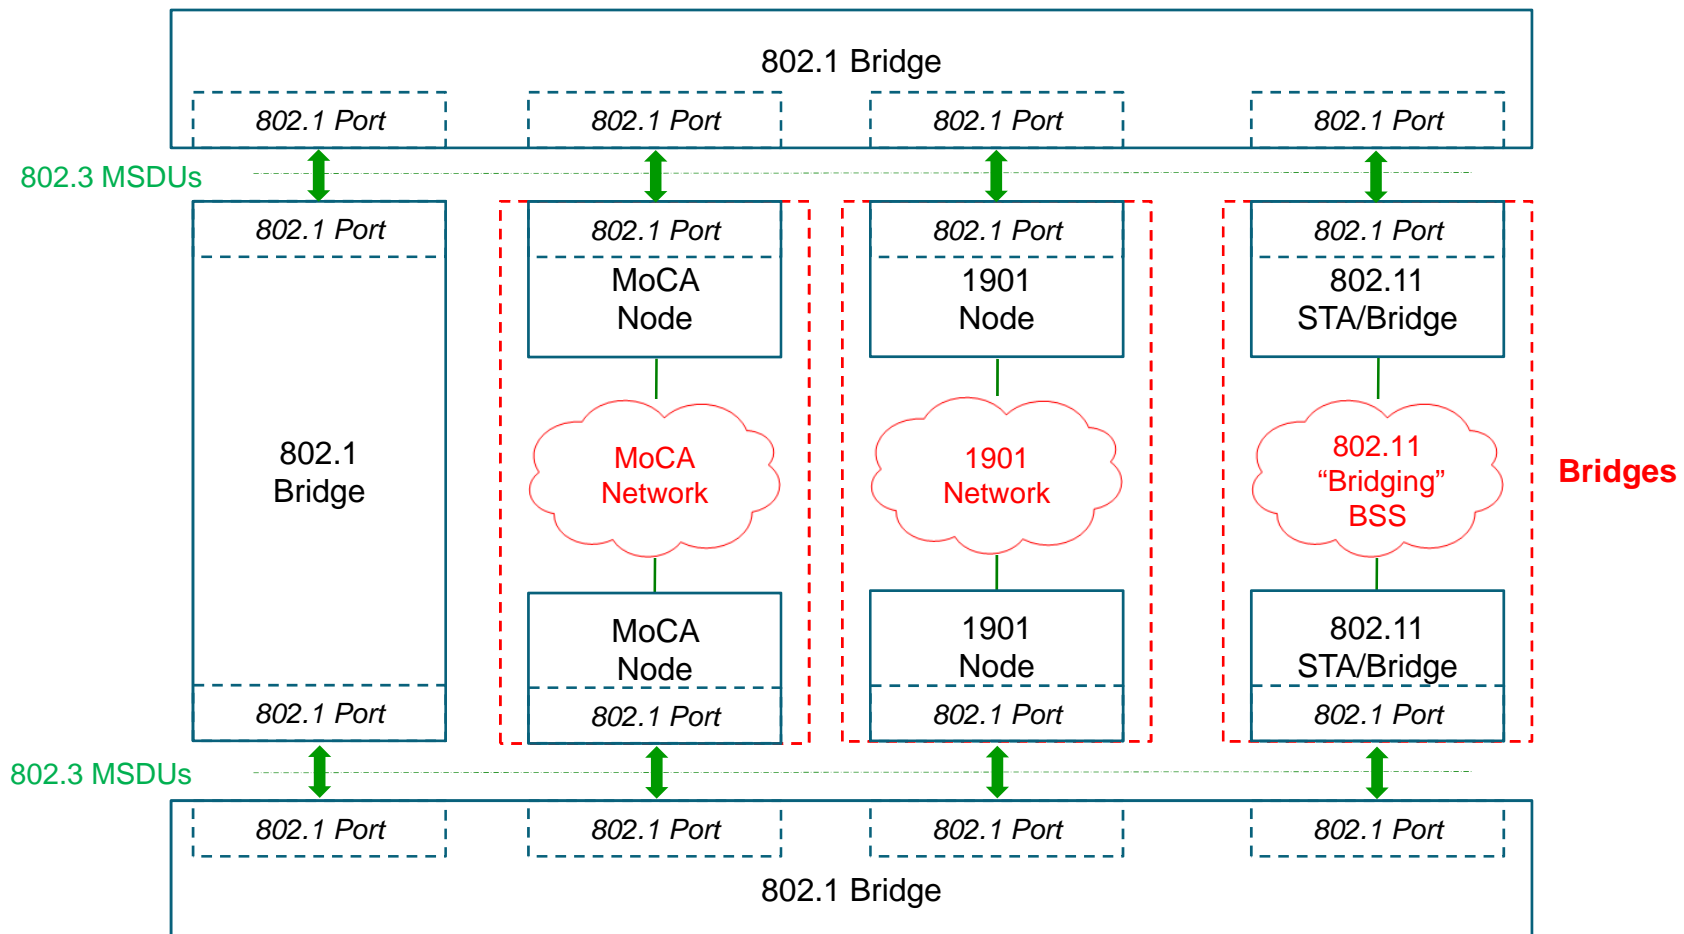 802.1 Bridge
802.1 Port
802.1 Port
802.1 Port
802.1 Port
802.3 MSDUs
802.1 Port
802.1 Port
802.1 Port
802.1 Port
MoCA
Node
1901
Node
802.11
STA/Bridge
802.1
Bridge
MoCA
Network
1901
Network
802.11
“Bridging”
BSS
Bridges
MoCA
Node
1901
Node
802.11
STA/Bridge
802.1 Port
802.1 Port
802.1 Port
802.1 Port
802.3 MSDUs
802.1 Port
802.1 Port
802.1 Port
802.1 Port
802.1 Bridge